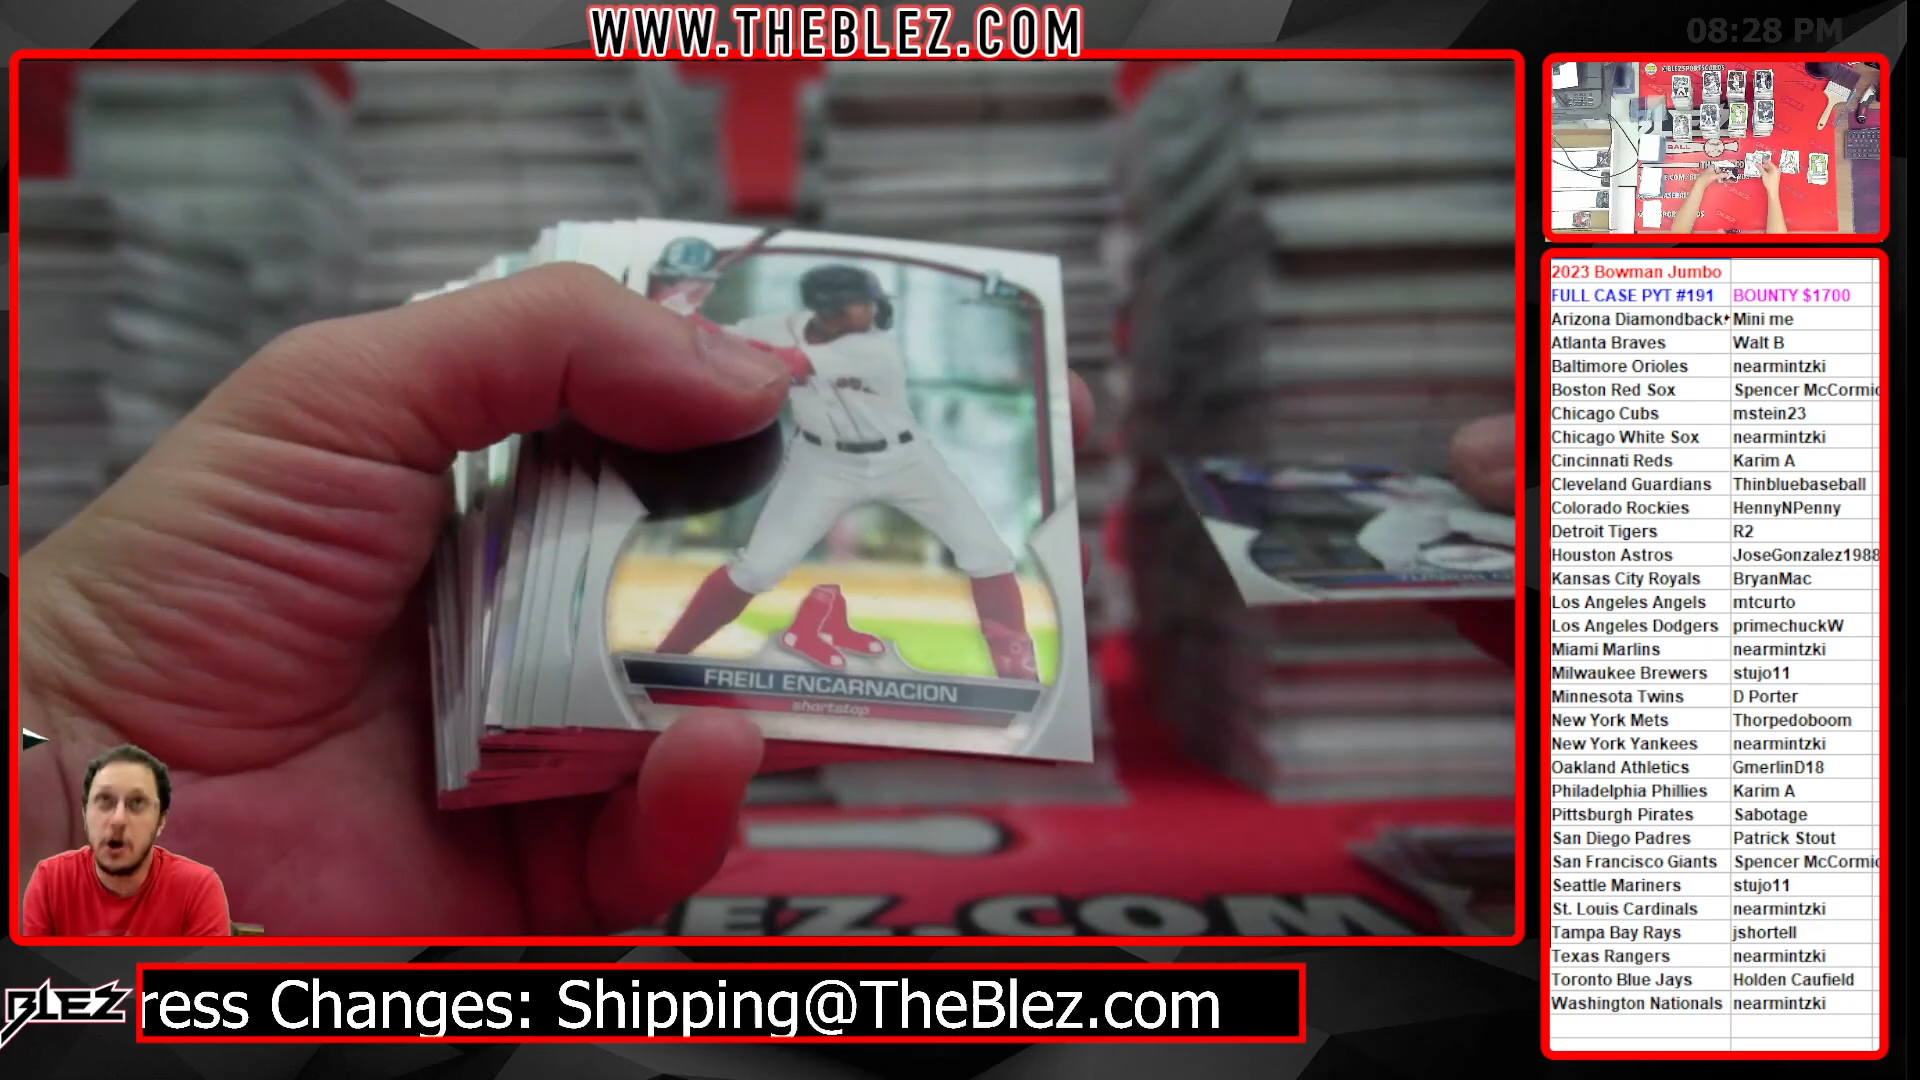 WWW.THEBLEZ.COM
08:28 PM
FREILI ENCARNACION
shortstop
EZ.COM
BLEZ
ress Changes: Shipping@TheBlez.com
2023 Bowman Jumbo
FULL CASE PYT #191 BOUNTY $1700
Arizona Diamondback Mini me
Atlanta Braves Walt B
Baltimore Orioles nearmintzki
Boston Red Sox Spencer McCormic
Chicago Cubs mstein23
Chicago White Sox nearmintzki
Cincinnati Reds Karim A
Cleveland Guardians Thinbluebaseball
Colorado Rockies HennyNPenny
Detroit Tigers R2
Houston Astros JoseGonzalez1988
Kansas City Royals BryanMac
Los Angeles Angels mtcurto
Los Angeles Dodgers primechuckW
Miami Marlins nearmintzki
Milwaukee Brewers stujo11
Minnesota Twins D Porter
New York Mets Thorpedoboom
New York Yankees nearmintzki
Oakland Athletics GmerlinD18
Philadelphia Phillies Karim A
Pittsburgh Pirates Sabotage
San Diego Padres Patrick Stout
San Francisco Giants Spencer McCormic
Seattle Mariners stujo11
St. Louis Cardinals nearmintzki
Tampa Bay Rays jshortell
Texas Rangers nearmintzki
Toronto Blue Jays Holden Caufield
Washington Nationals nearmintzki